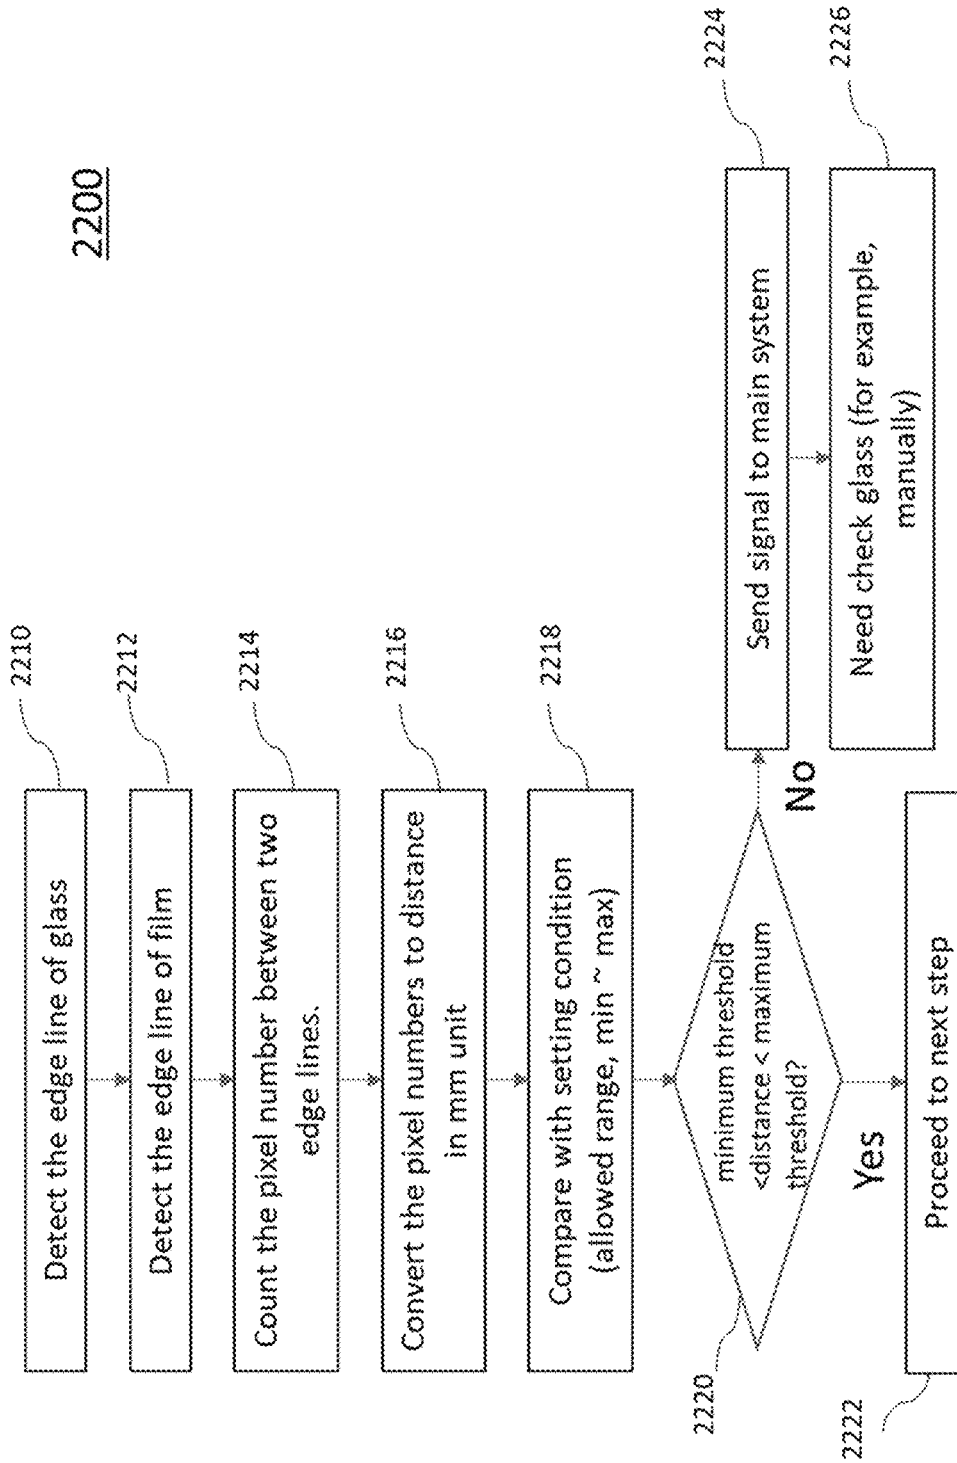 2200
Detect the edge line of glass
2210
Detect the edge line of film
2212
Count the pixel number between two
edge lines.
2214
Convert the pixel numbers to distance
in mm unit
2216
Compare with setting condition
(allowed range, min ~ max)
2218
minimum threshold
<distance < maximum
threshold?
2220
No
Send signal to main system
2224
Need check glass (for example,
manually)
2226
Yes
Proceed to next step
2222